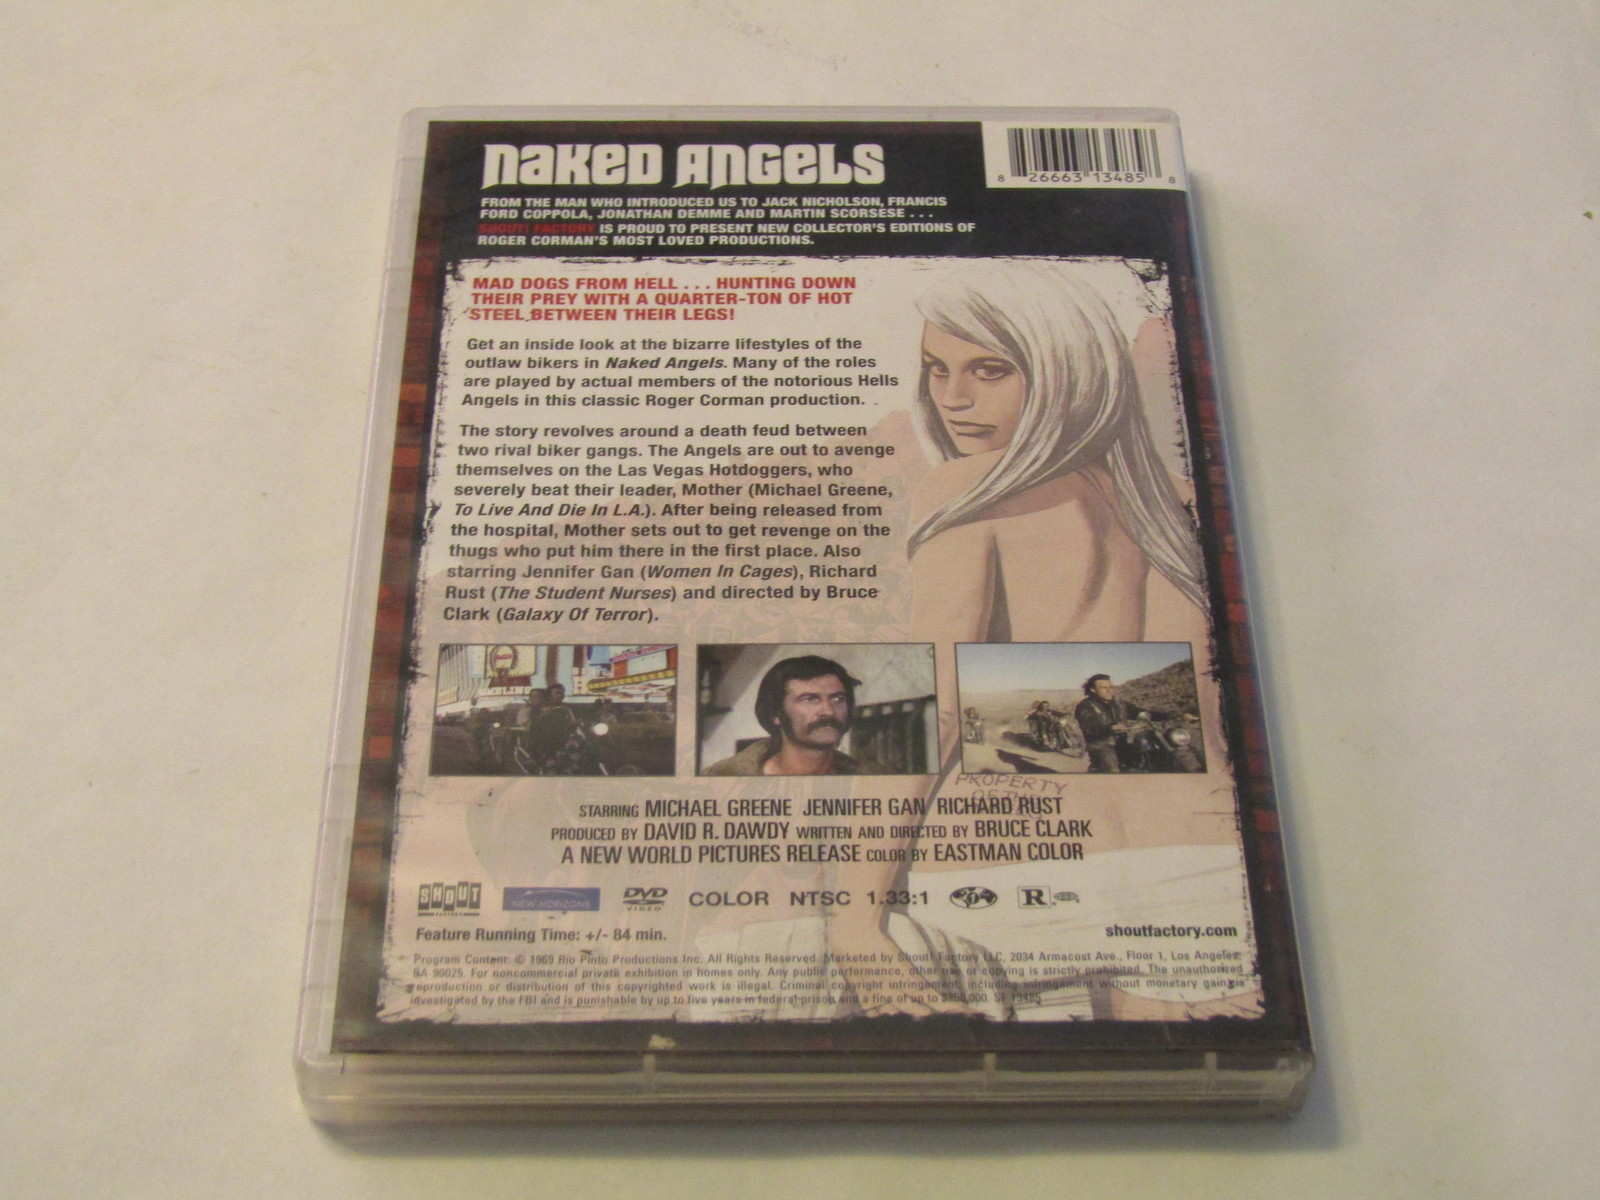 NAKED ANGELS
8 26663 13485 8
FROM THE MAN WHO INTRODUCED US TO JACK NICHOLSON, FRANCIS
FORD COPPOLA, JONATHAN DEMME AND MARTIN SCORSESE . . .
SHOUT! FACTORY IS PROUD TO PRESENT NEW COLLECTOR'S EDITIONS OF
ROGER CORMAN'S MOST LOVED PRODUCTIONS.
MAD DOGS FROM HELL . . . HUNTING DOWN
THEIR PREY WITH A QUARTER-TON OF HOT
STEEL BETWEEN THEIR LEGS!
Get an inside look at the bizarre lifestyles of the
outlaw bikers in Naked Angels. Many of the roles
are played by actual members of the notorious Hells
Angels in this classic Roger Corman production.
The story revolves around a death feud between
two rival biker gangs. The Angels are out to avenge
themselves on the Las Vegas Hotdoggers, who
severely beat their leader, Mother (Michael Greene,
To Live And Die In L.A.). After being released from
the hospital, Mother sets out to get revenge on the
thugs who put him there in the first place. Also
starring Jennifer Gan (Women In Cages), Richard
Rust (The Student Nurses) and directed by Bruce
Clark (Galaxy Of Terror).
PROPERTY
OF THE
STARRING MICHAEL GREENE JENNIFER GAN RICHARD RUST
PRODUCED BY DAVID R. DAWDY WRITTEN AND DIRECTED BY BRUCE CLARK
A NEW WORLD PICTURES RELEASE COLOR BY EASTMAN COLOR
SHOUT FACTORY NEW HORIZONS DVD VIDEO COLOR NTSC 1.33:1 1 R
Feature Running Time: +/- 84 min.
shoutfactory.com
Program Content: © 1969 Rio Pinto Productions Inc. All Rights Reserved. Marketed by Shout! Factory LLC, 2034 Armacost Ave., Floor 1, Los Angeles,
CA 90025. For noncommercial private exhibition in homes only. Any public performance, other use or copying is strictly prohibited. The unauthorized
reproduction or distribution of this copyrighted work is illegal. Criminal copyright infringement, including infringement without monetary gain, is
investigated by the FBI and is punishable by up to five years in federal prison and a fine of up to $250,000. SF 13485